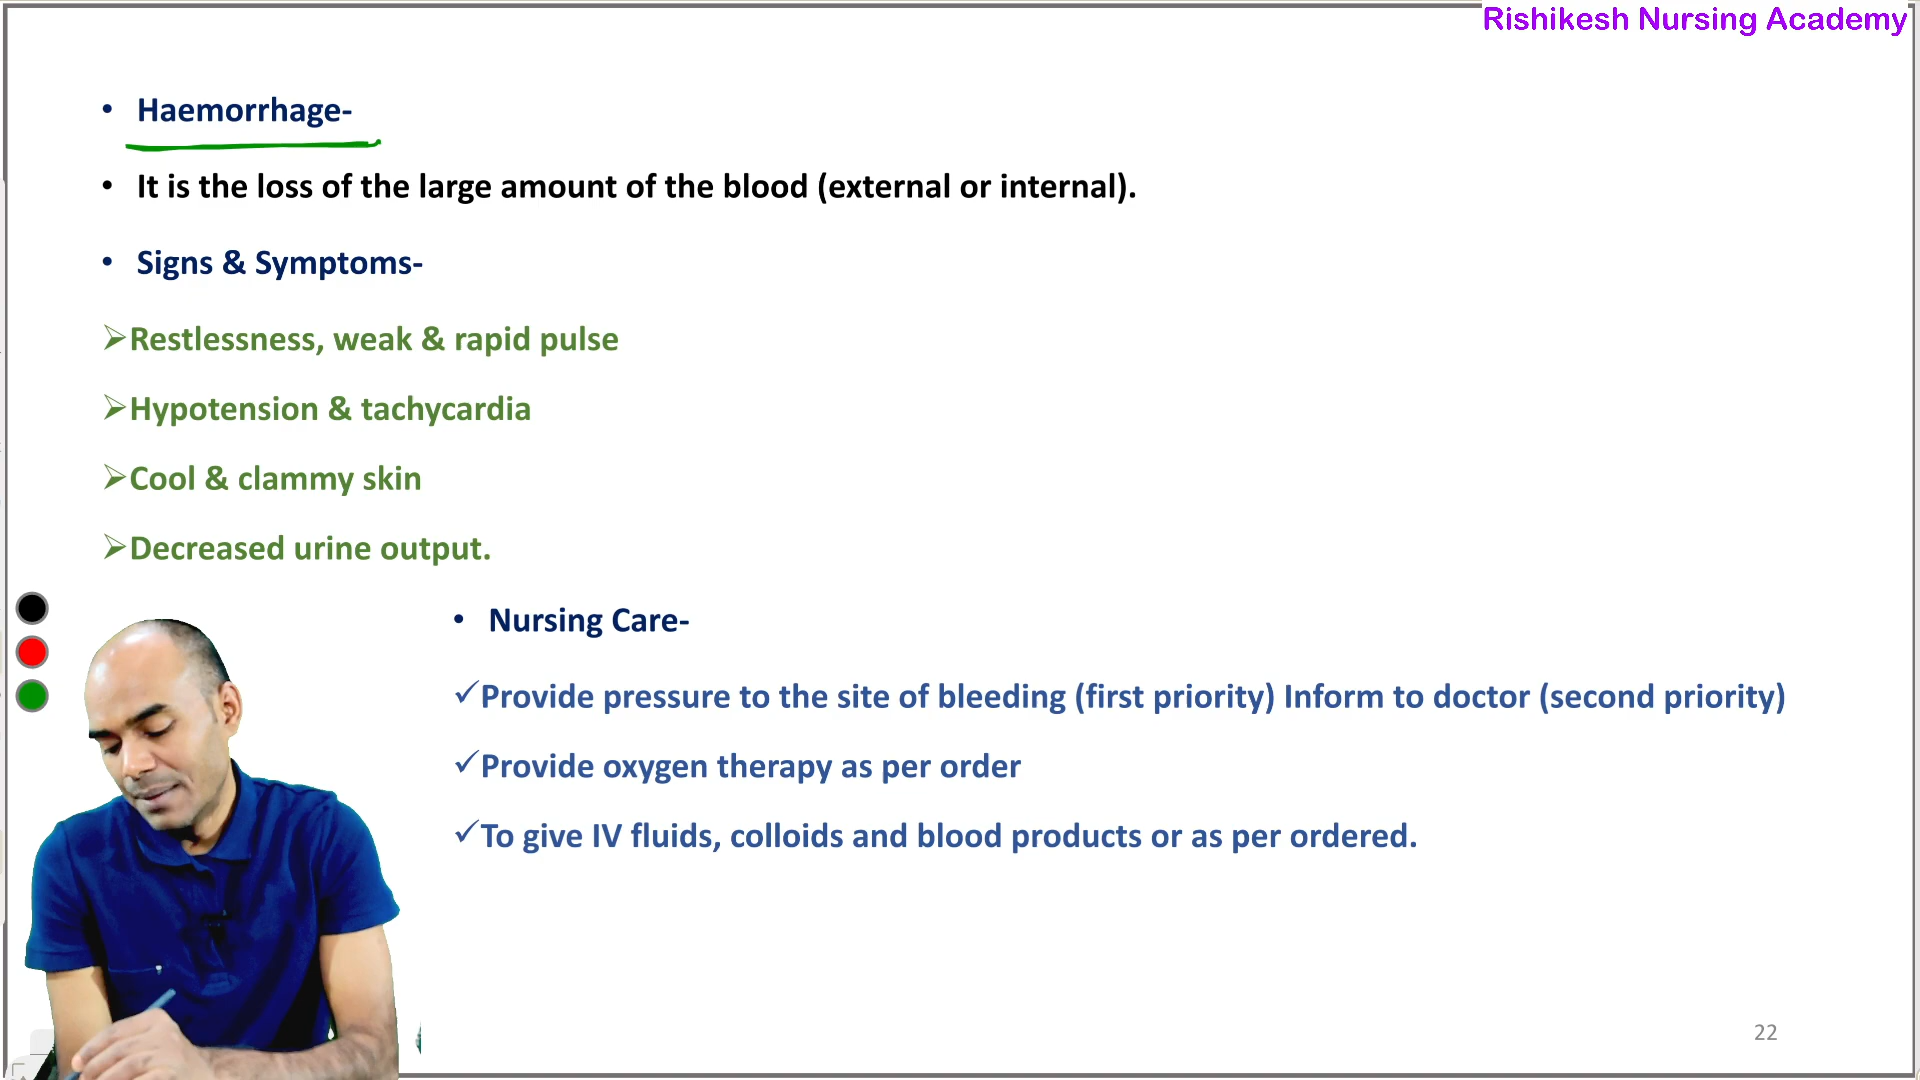 Rishikesh Nursing Academy
• Haemorrhage-
• It is the loss of the large amount of the blood (external or internal).
• Signs & Symptoms-
➢Restlessness, weak & rapid pulse
➢Hypotension & tachycardia
➢Cool & clammy skin
➢Decreased urine output.
• Nursing Care-
✓Provide pressure to the site of bleeding (first priority) Inform to doctor (second priority)
✓Provide oxygen therapy as per order
✓To give IV fluids, colloids and blood products or as per ordered.
22